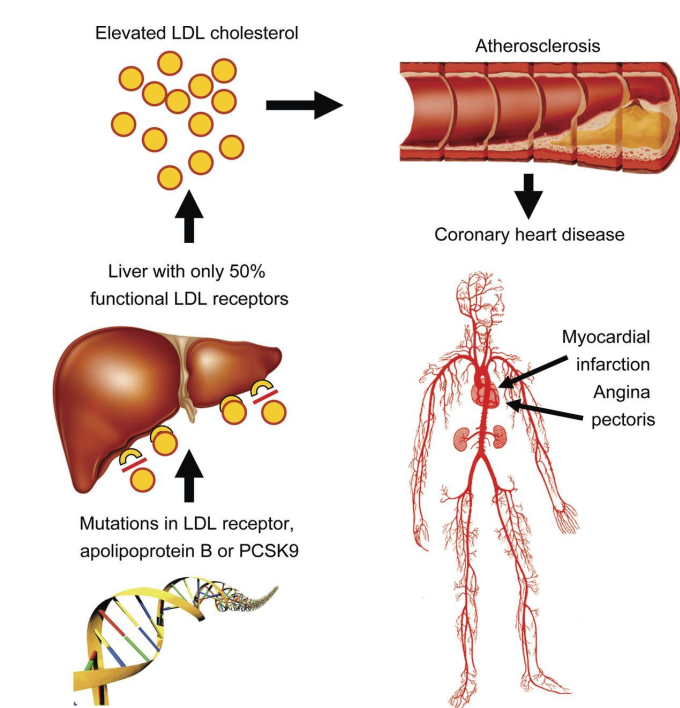 Elevated LDL cholesterol
Atherosclerosis
Liver with only 50%
functional LDL receptors
Coronary heart disease
Myocardial
infarction
Angina
pectoris
Mutations in LDL receptor,
apolipoprotein B or PCSK9